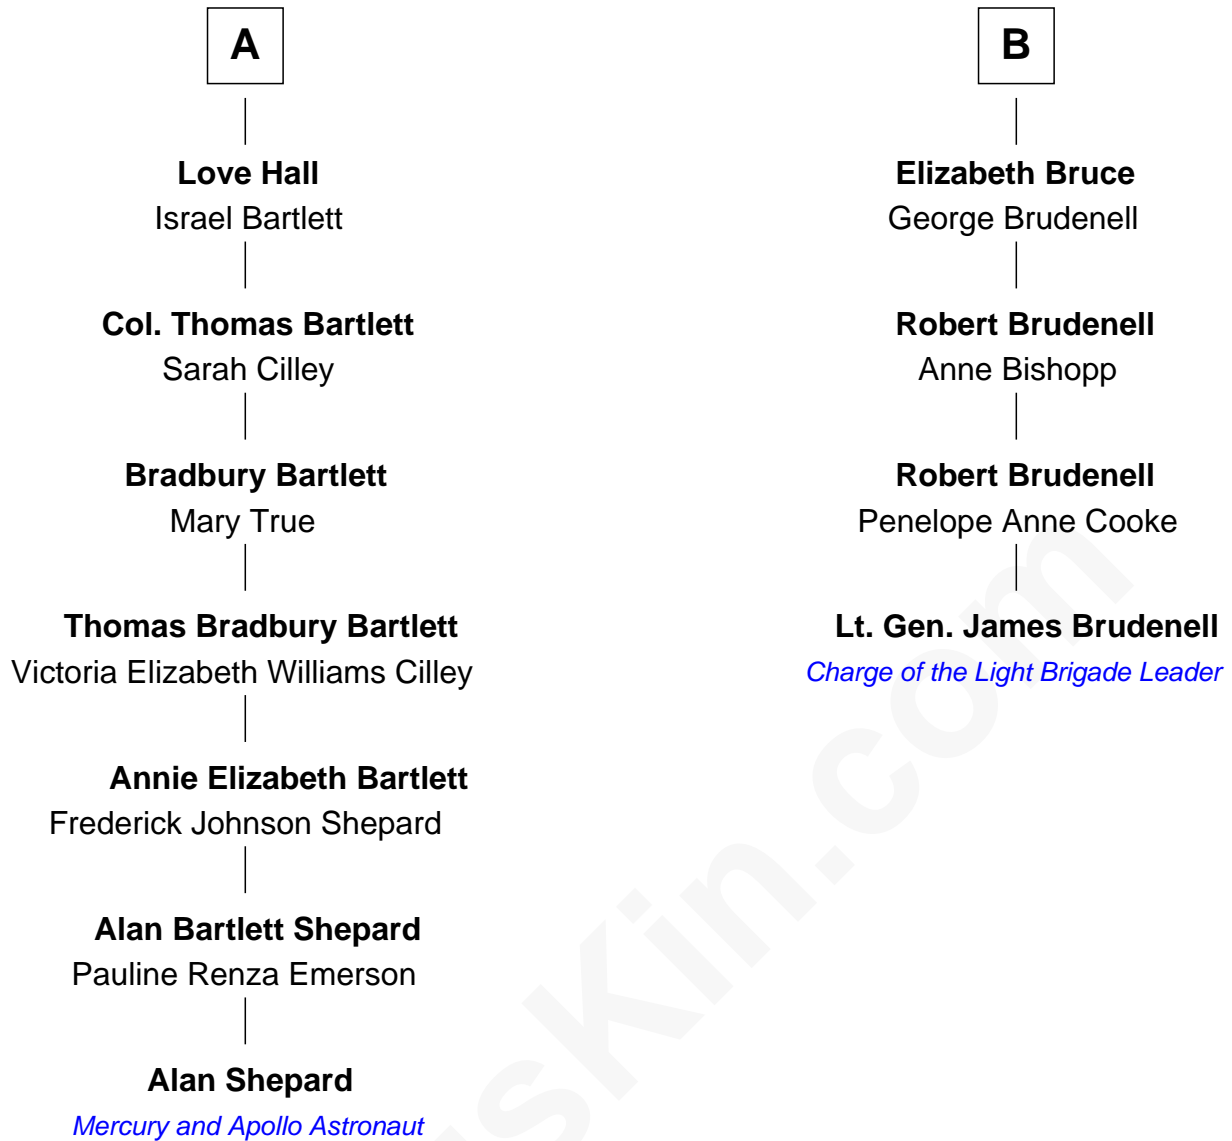 A
Love Hall
Israel Bartlett
Col. Thomas Bartlett
Sarah Cilley
Bradbury Bartlett
Mary True
Thomas Bradbury Bartlett
Victoria Elizabeth Williams Cilley
Annie Elizabeth Bartlett
Frederick Johnson Shepard
Alan Bartlett Shepard
Pauline Renza Emerson
Alan Shepard
Mercury and Apollo Astronaut
B
Elizabeth Bruce
George Brudenell
Robert Brudenell
Anne Bishopp
Robert Brudenell
Penelope Anne Cooke
Lt. Gen. James Brudenell
Charge of the Light Brigade Leader
sKin.com